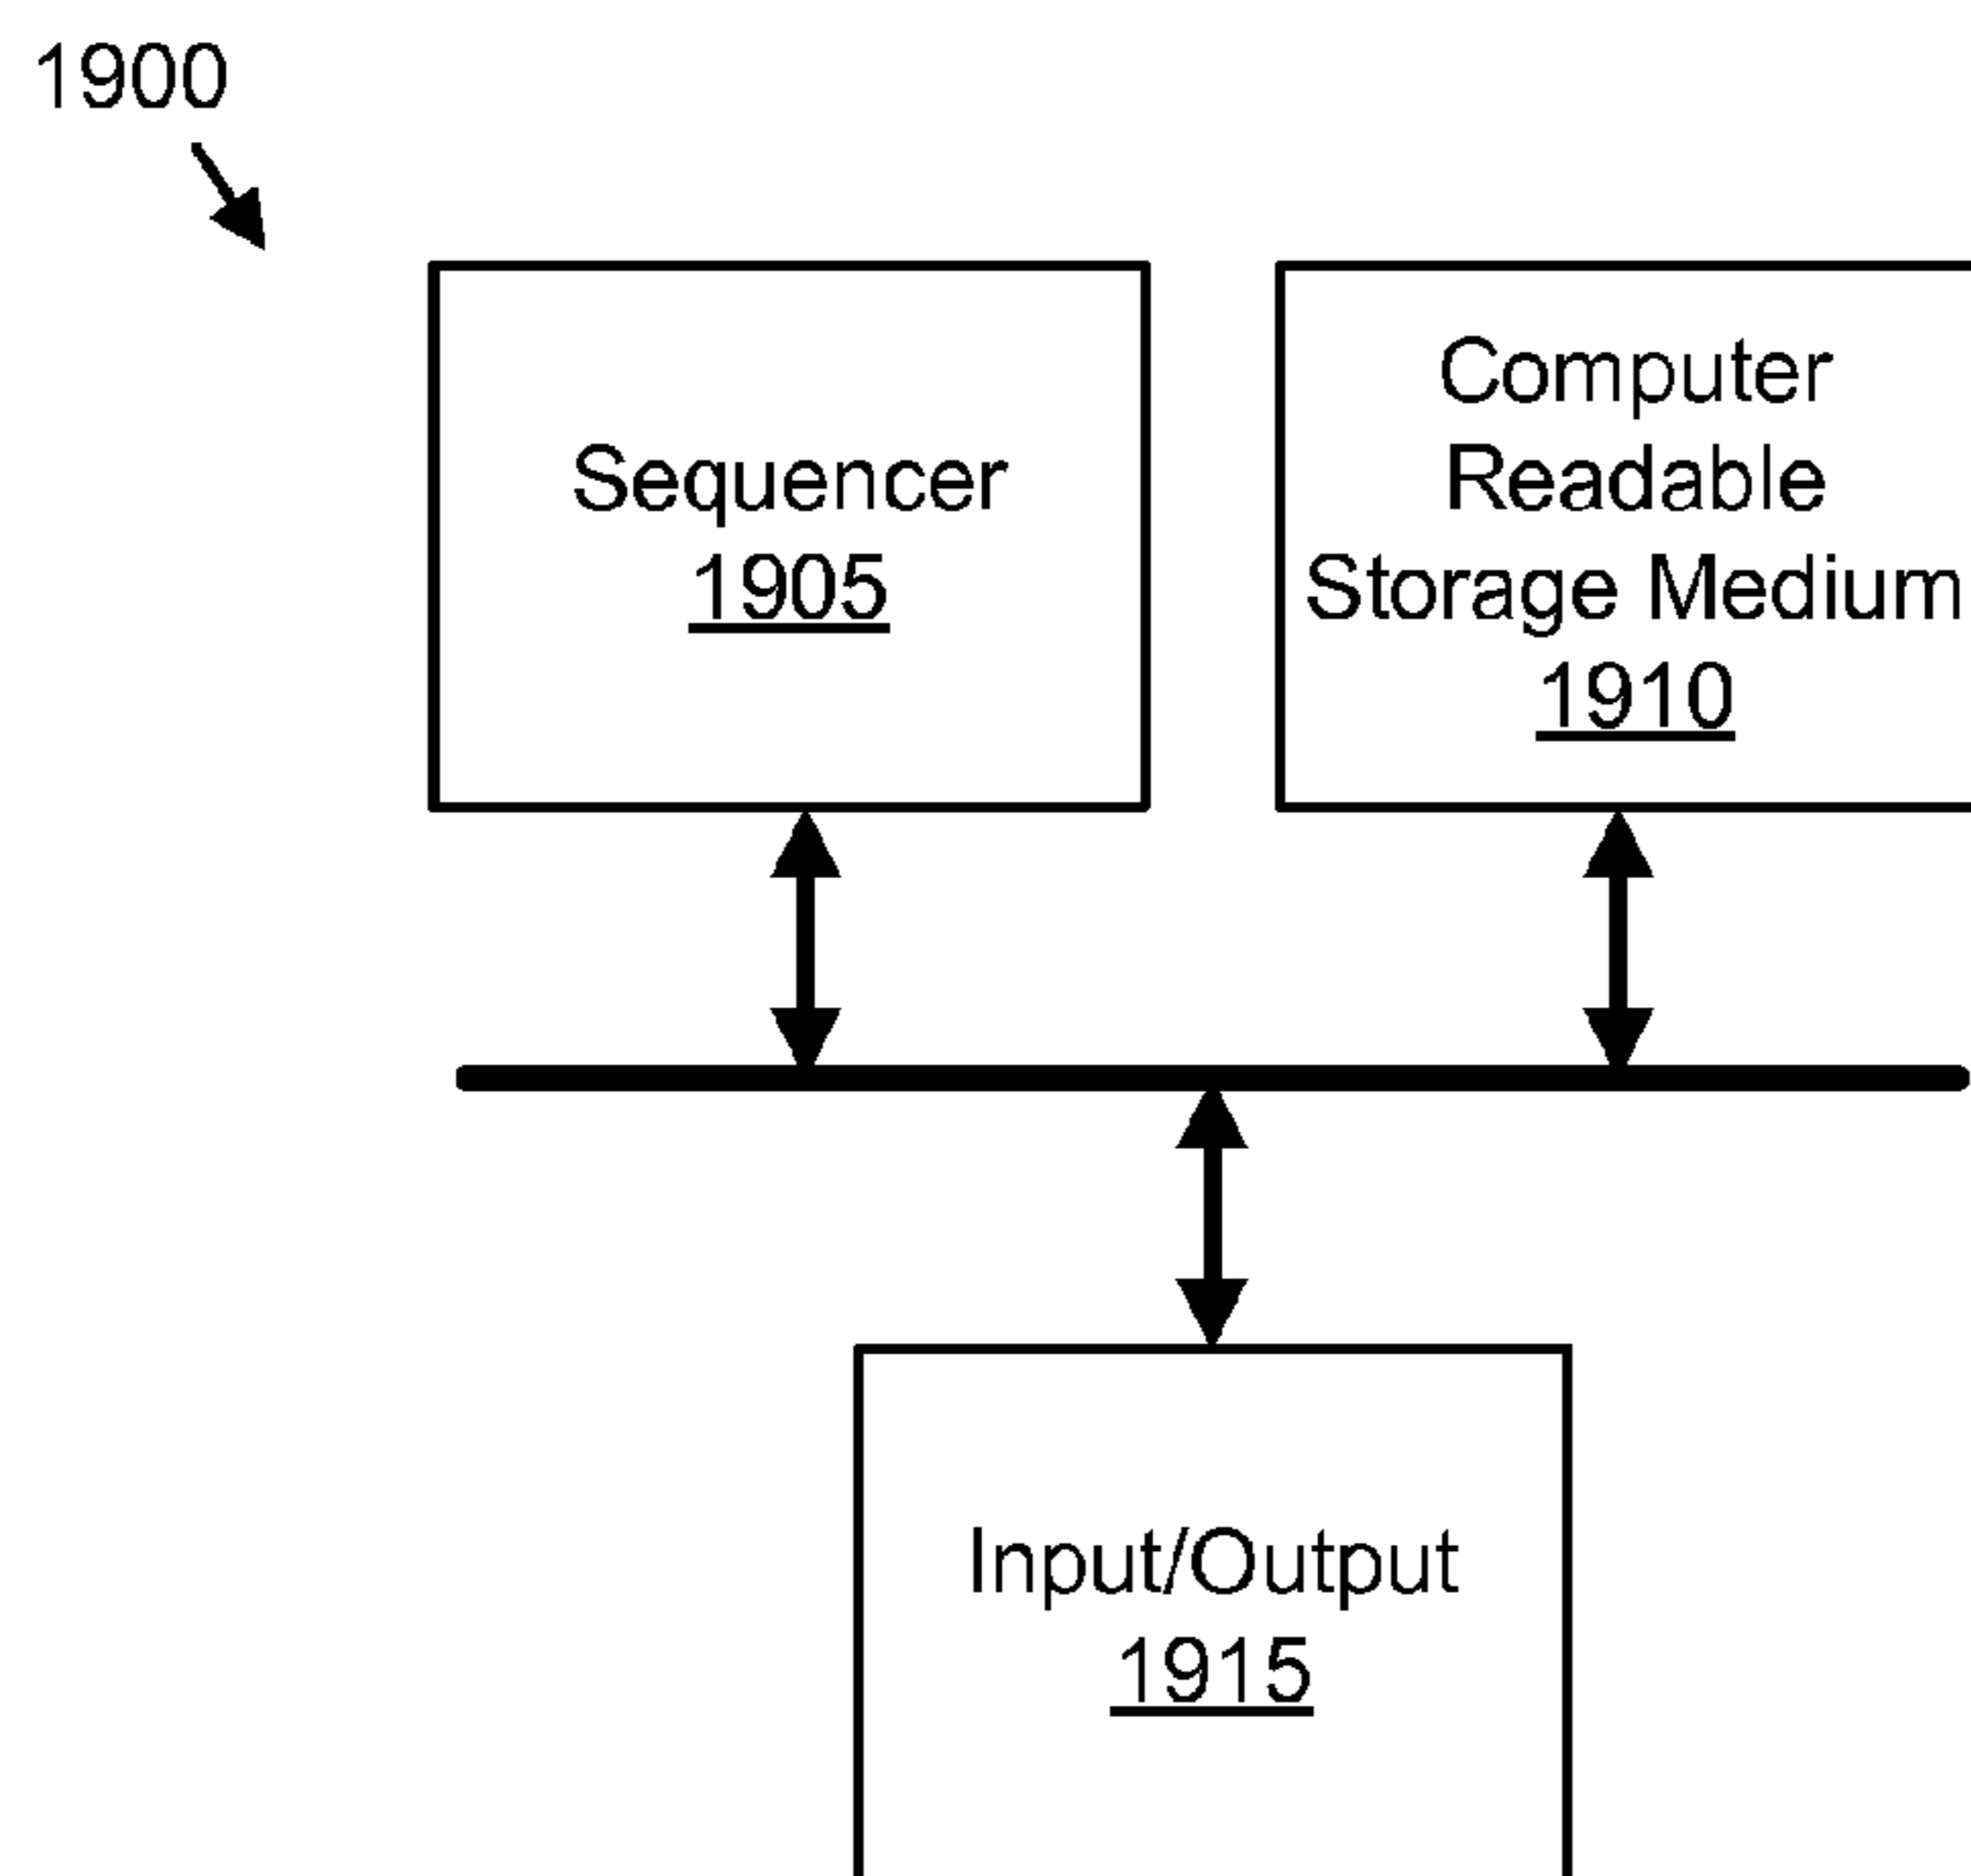 1900
Sequencer
1905
Computer
Readable
Storage Medium
1910
Input/Output
1915